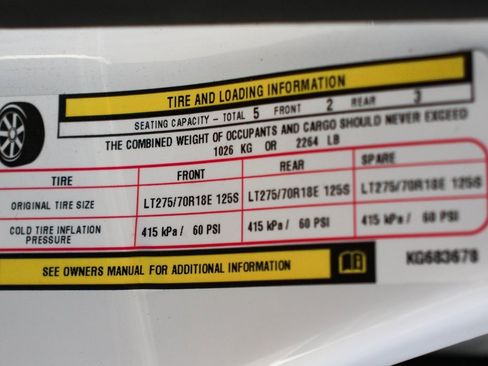 TIRE AND LOADING INFORMATION
SEATING CAPACITY - TOTAL 5 FRONT 2 REAR 3
THE COMBINED WEIGHT OF OCCUPANTS AND CARGO SHOULD NEVER EXCEED
1026 KG OR 2264 LB
TIRE FRONT REAR SPARE
ORIGINAL TIRE SIZE LT275/70R18E 125S LT275/70R18E 125S LT275/70R18E 125S
COLD TIRE INFLATION PRESSURE 415 kPa / 60 PSI 415 kPa / 60 PSI 415 kPa / 60 PSI
SEE OWNERS MANUAL FOR ADDITIONAL INFORMATION
KG683678